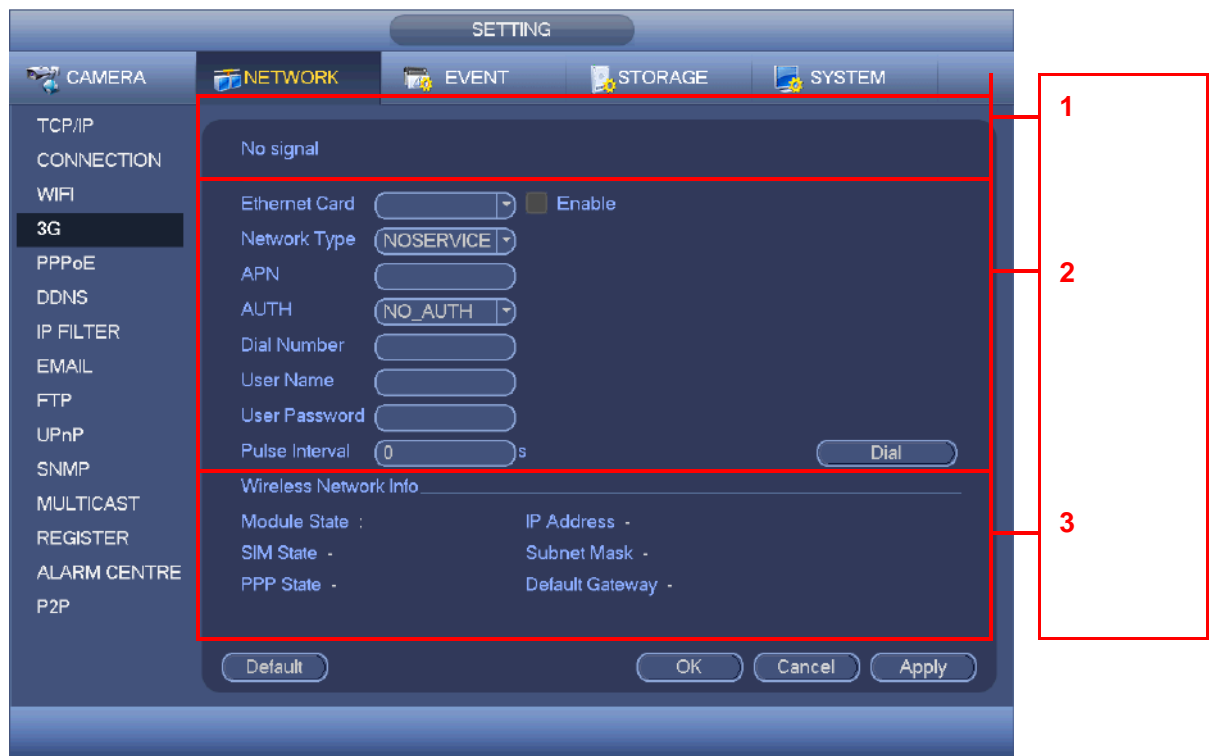 SETTING
CAMERA NETWORK EVENT STORAGE SYSTEM
TCP/IP
CONNECTION
WIFI
3G
PPPoE
DDNS
IP FILTER
EMAIL
FTP
UPnP
SNMP
MULTICAST
REGISTER
ALARM CENTRE
P2P
No signal
Ethernet Card Enable
Network Type NOSERVICE
APN
AUTH NO_AUTH
Dial Number
User Name
User Password
Pulse Interval 0 s Dial
Wireless Network Info
Module State : IP Address -
SIM State - Subnet Mask -
PPP State - Default Gateway -
Default OK Cancel Apply
1
2
3